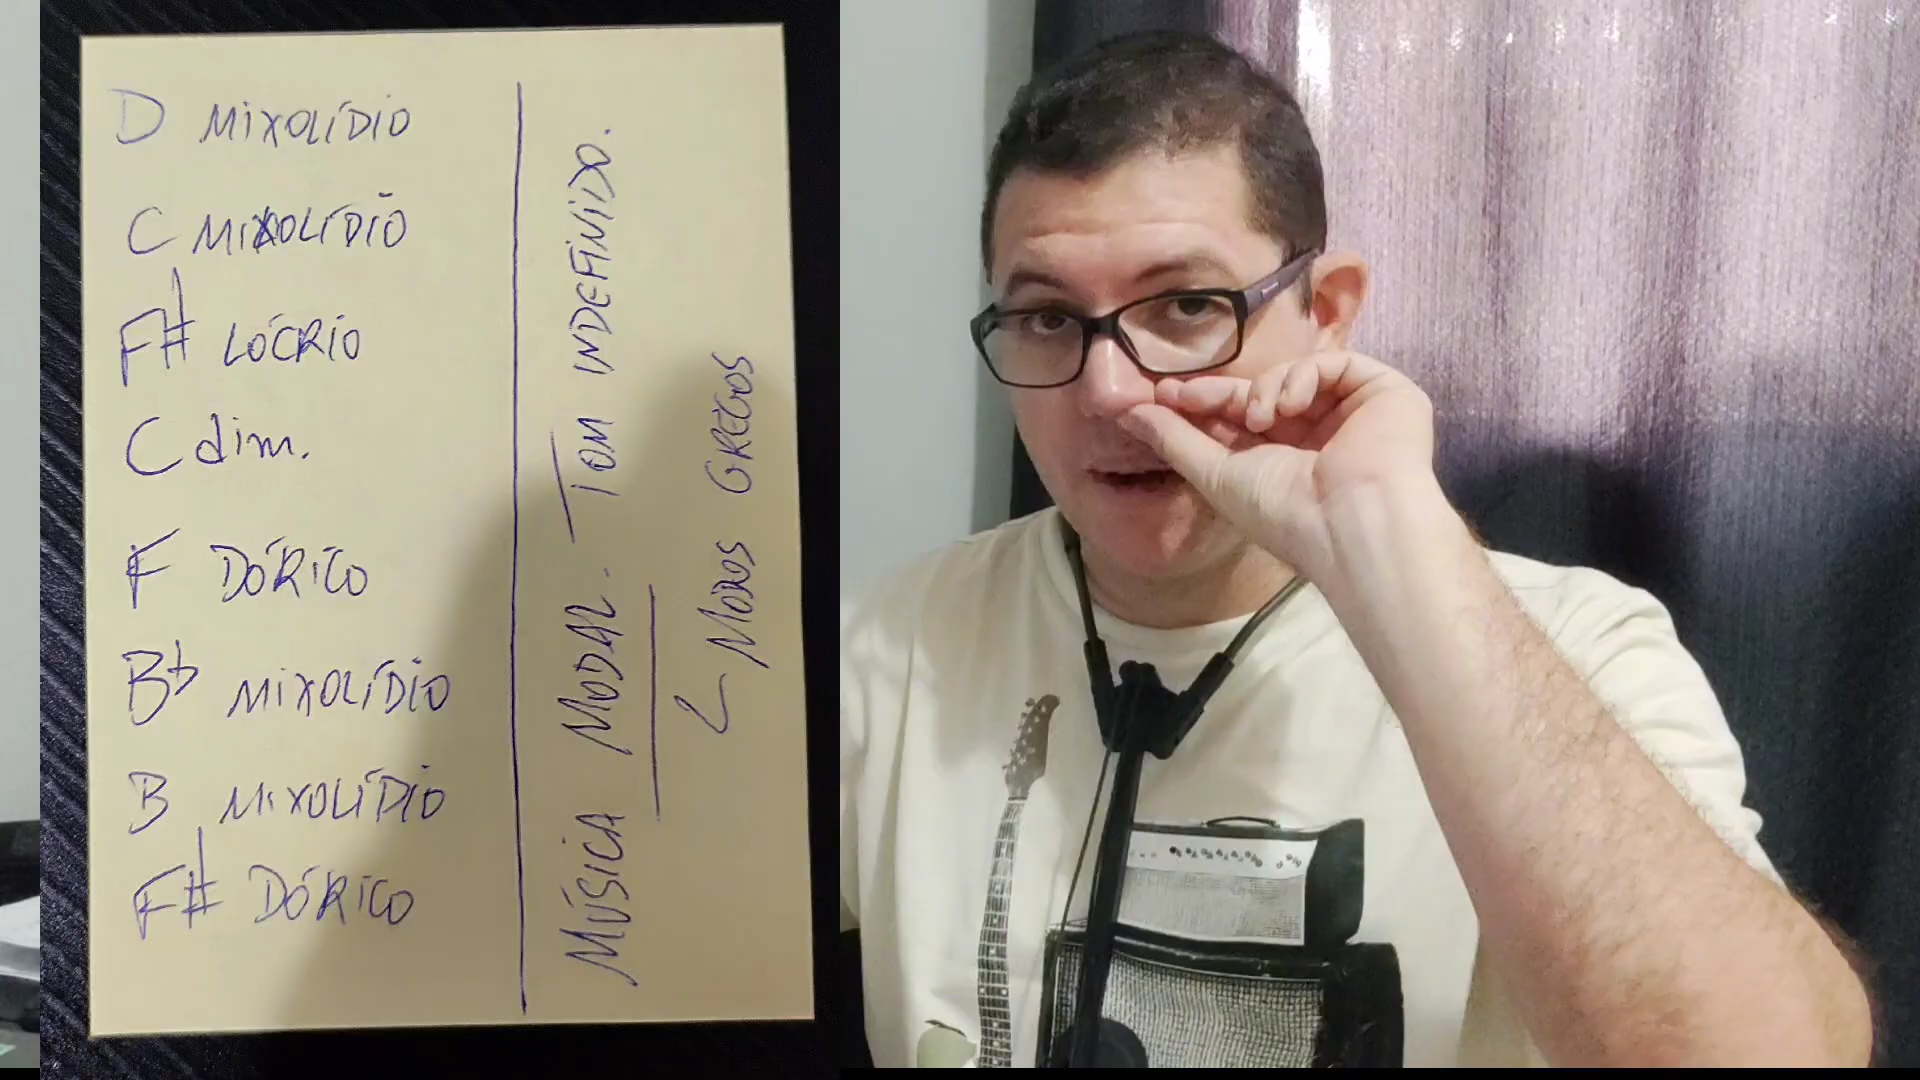 D MIXOLÍDIO
C MIXOLÍDIO
F# LÓCRIO
C dim.
F DÓRICO
Bb MIXOLÍDIO
B MIXOLÍDIO
F# DÓRICO
MÚSICA MODAL. TOM INDEFINIDO.
MODOS GREGOS